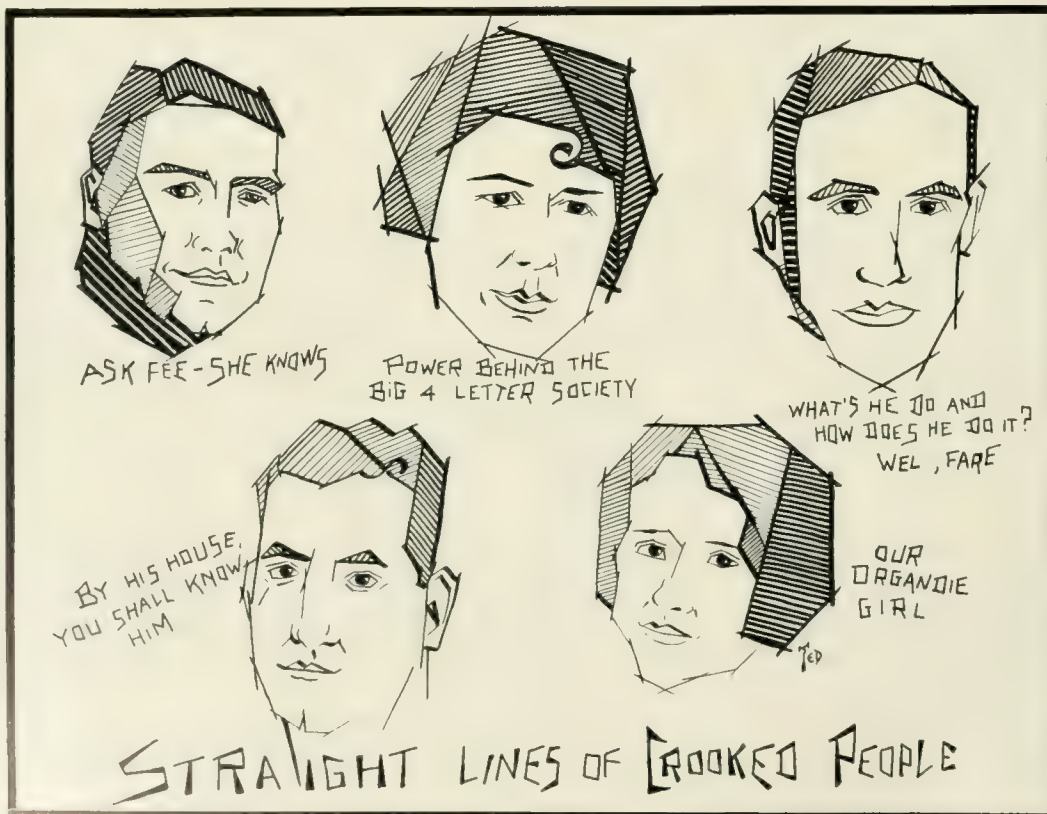 ASK FÉE - SHE KNOWS
POWER BEHIND THE
BIG 4 LETTER SOCIETY
WHAT'S HE DO AND
HOW DOES HE DO IT?
WEL, FARE
BY HIS HOUSE,
YOU SHALL KNOW,
HIM
OUR
ORGANDIE
GIRL
TED
STRAIGHT LINES OF CROOKED PEOPLE